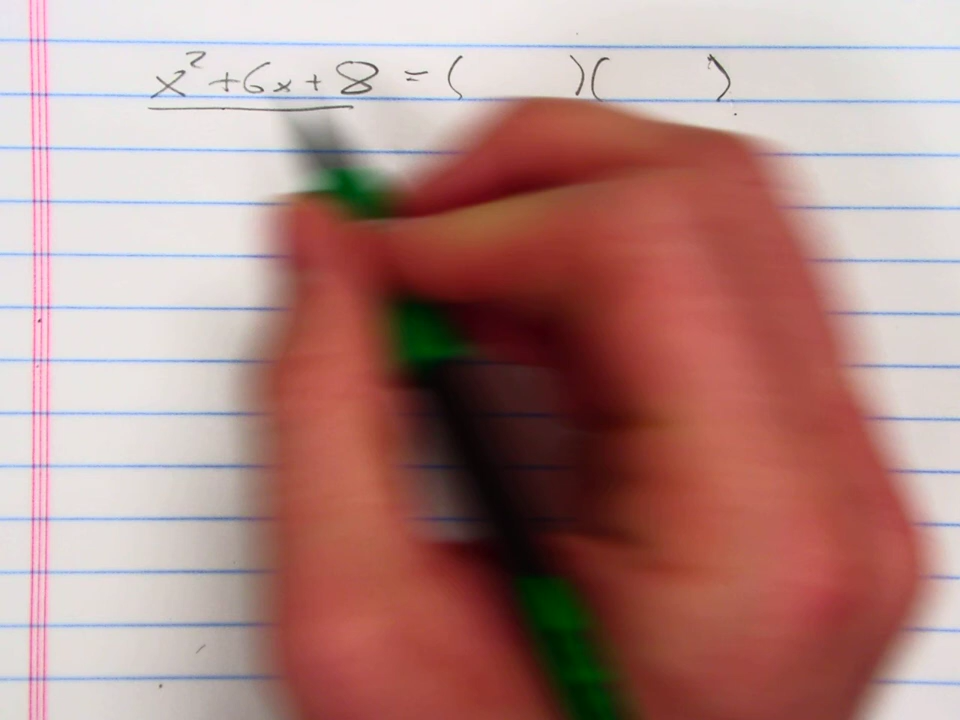 x² + 6x + 8 = (        )(        )